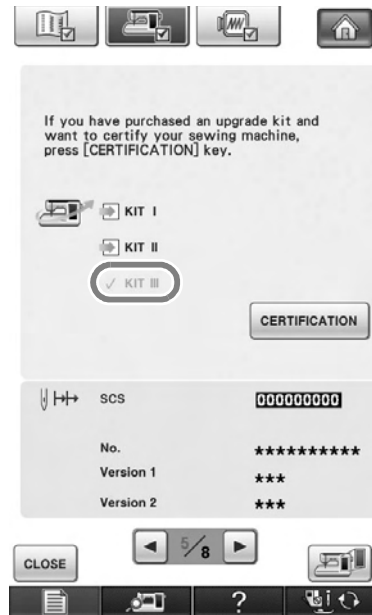 If you have purchased an upgrade kit and
want to certify your sewing machine,
press [CERTIFICATION] key.
KIT I
KIT II
✓ KIT III
CERTIFICATION
SCS 000000000
No. **********
Version 1 ***
Version 2 ***
CLOSE
5/8
?